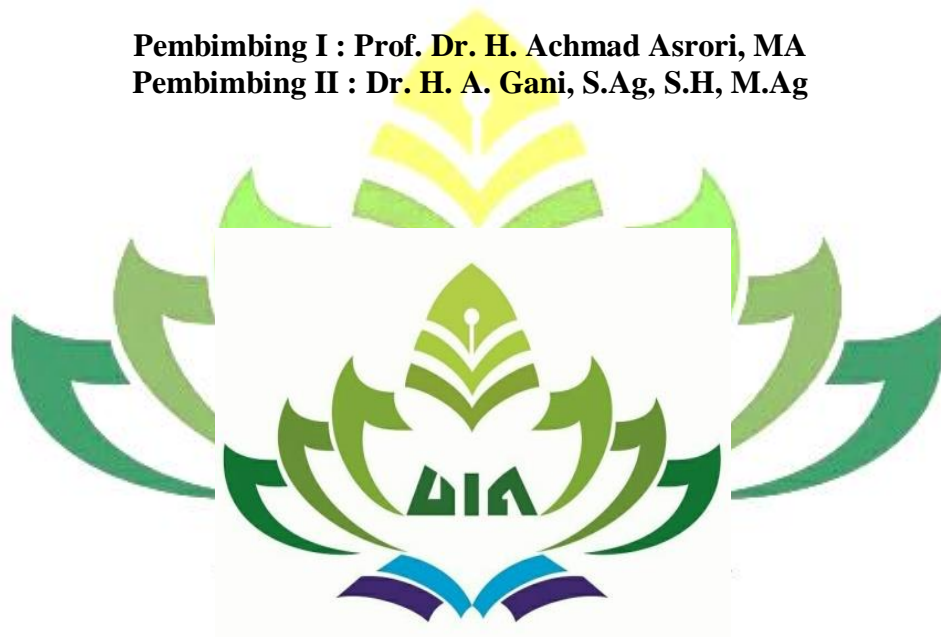 Pembimbing I : Prof. Dr. H. Achmad Asrori, MA
Pembimbing II : Dr. H. A. Gani, S.Ag, S.H, M.Ag
UIN